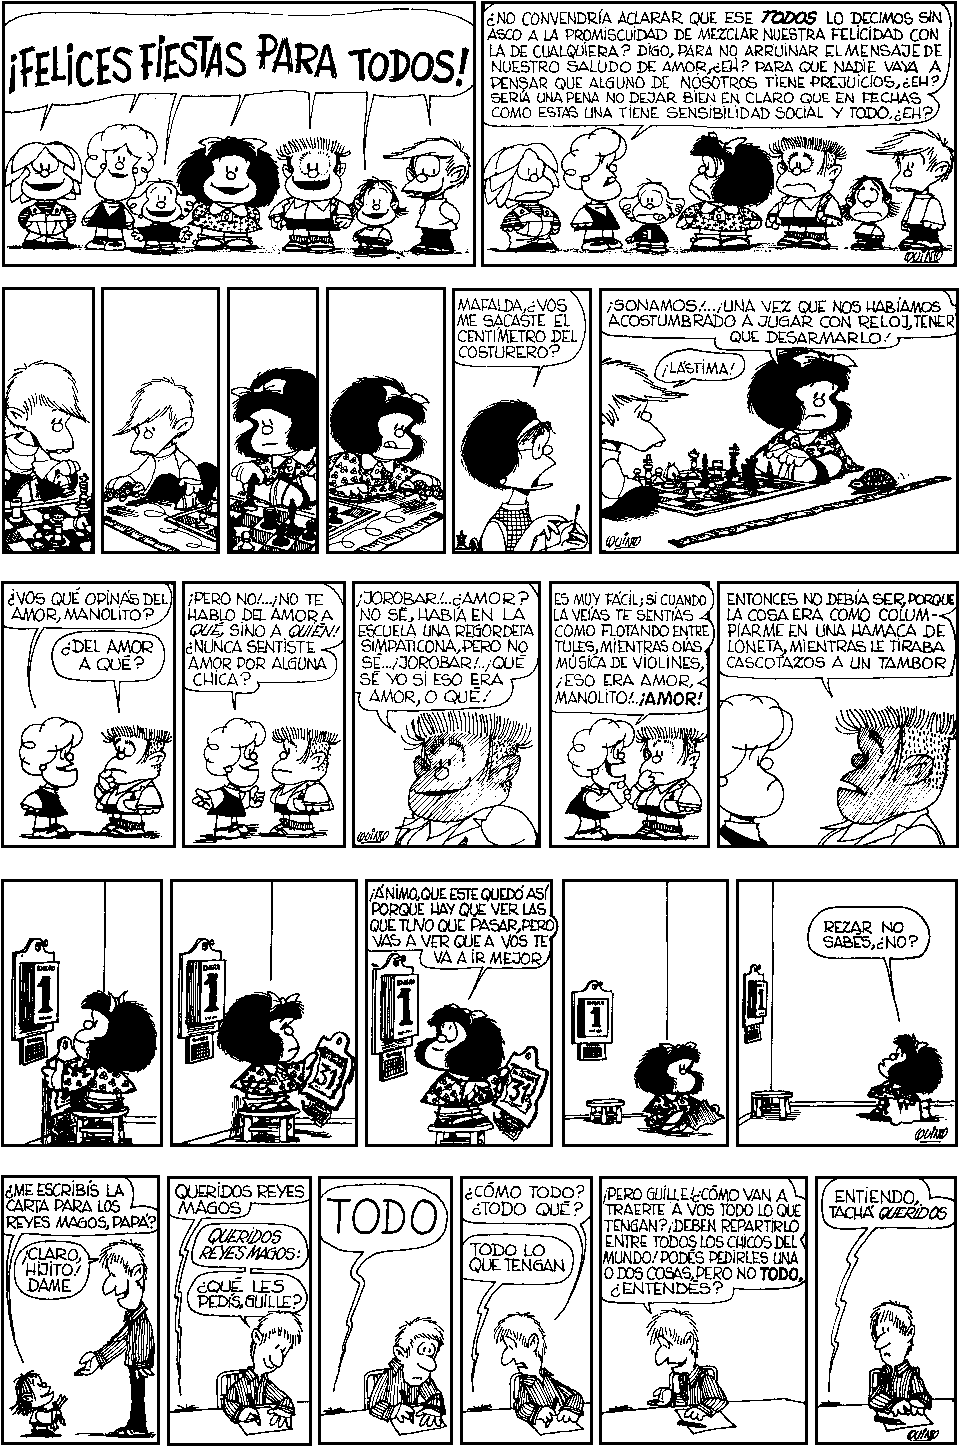 ¡FELICES FIESTAS PARA TODOS!
¿NO CONVENDRÍA ACLARAR QUE ESE TODOS LO DECIMOS SIN
ASCO A LA PROMISCUIDAD DE MEZCLAR NUESTRA FELICIDAD CON
LA DE CUALQUIERA? DIGO, PARA NO ARRUINAR EL MENSAJE DE
NUESTRO SALUDO DE AMOR, ¿EH? PARA QUE NADIE VAYA A
PENSAR QUE ALGUNO DE NOSOTROS TIENE PREJUICIOS, ¿EH?
SERÍA UNA PENA NO DEJAR BIEN EN CLARO QUE EN FECHAS
COMO ESTAS UNA TIENE SENSIBILIDAD SOCIAL Y TODO, ¿EH?
QUINO
MAFALDA, ¿VOS
ME SACASTE EL
CENTÍMETRO DEL
COSTURERO?
¡SONAMOS!...¡UNA VEZ QUE NOS HABÍAMOS
ACOSTUMBRADO A JUGAR CON RELOJ, TENER
QUE DESARMARLO!
¡LÁSTIMA!
QUINO
¿VOS QUÉ OPINÁS DEL
AMOR, MANOLITO?
¿DEL AMOR
A QUÉ?
¡PERO NO!...¡NO TE
HABLO DEL AMOR A
QUÉ, SINO A QUIÉN!
¿NUNCA SENTISTE
AMOR POR ALGUNA
CHICA?
¡JOROBAR!...¿AMOR?
NO SÉ, HABÍA EN LA
ESCUELA UNA REGORDETA
SIMPATICONA, PERO NO
SÉ...¡JOROBAR!...¡QUÉ
SÉ YO SI ESO ERA
AMOR, O QUÉ!
QUINO
ES MUY FÁCIL; SI CUANDO
LA VEÍAS TE SENTÍAS
COMO FLOTANDO ENTRE
TULES, MIENTRAS OÍAS
MÚSICA DE VIOLINES,
¡ESO ERA AMOR,
MANOLITO!..¡AMOR!
ENTONCES NO DEBÍA SER, PORQUE
LA COSA ERA COMO COLUM-
PIARME EN UNA HAMACA DE
LONETA, MIENTRAS LE TIRABA
CASCOTAZOS A UN TAMBOR
ENERO
1
ENERO
1
31
¡ÁNIMO, QUE ESTE QUEDÓ ASÍ
PORQUE HAY QUE VER LAS
QUE TUVO QUE PASAR, PERO
VAS A VER QUE A VOS TE
VA A IR MEJOR
ENERO
1
31
1
1
REZAR NO
SABÉS, ¿NO?
QUINO
¿ME ESCRIBÍS LA
CARTA PARA LOS
REYES MAGOS, PAPÁ?
¡CLARO,
HIJITO!
DAME
QUERIDOS REYES
MAGOS
QUERIDOS
REYES MAGOS:
¿QUÉ LES
PEDÍS, GUILLE?
TODO
¿CÓMO TODO?
¿TODO QUÉ?
TODO LO
QUE TENGAN
¡PERO GUILLE!¿CÓMO VAN A
TRAERTE A VOS TODO LO QUE
TENGAN?¡DEBEN REPARTIRLO
ENTRE TODOS LOS CHICOS DEL
MUNDO! PODÉS PEDIRLES UNA
O DOS COSAS, PERO NO TODO,
¿ENTENDÉS?
ENTIENDO,
TACHÁ QUERIDOS
QUINO